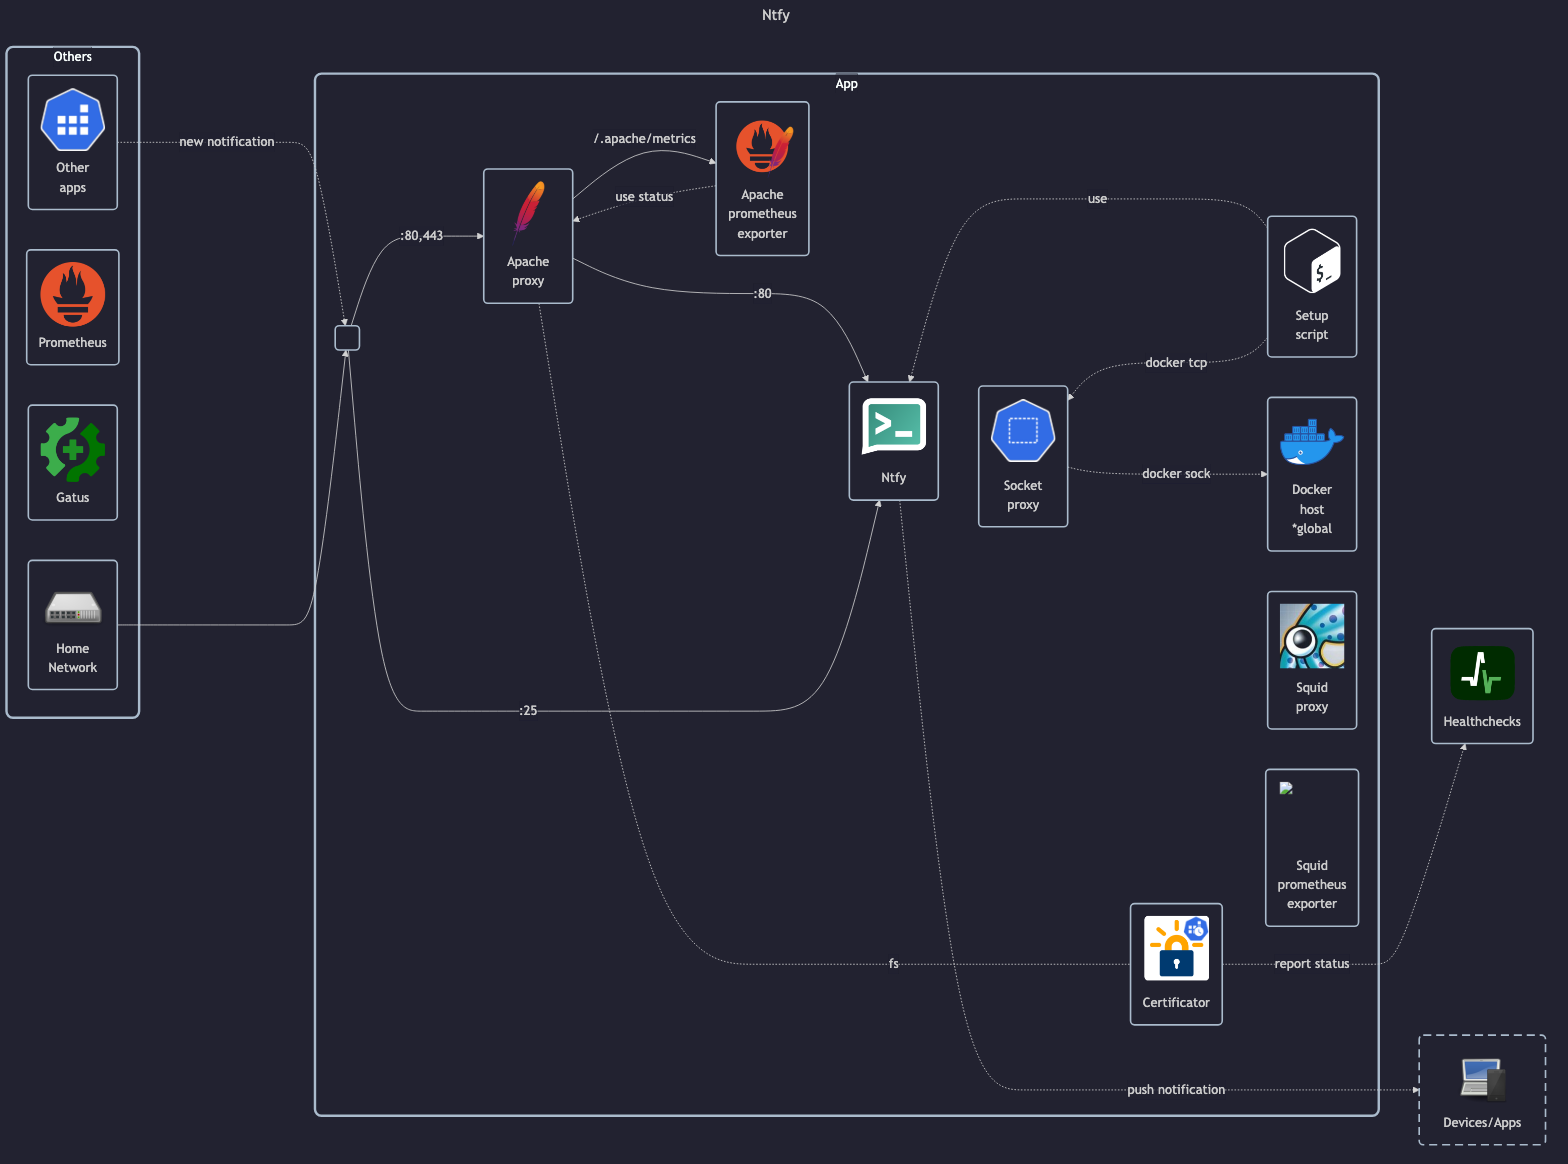 Ntfy
Others
Other
apps
Prometheus
Gatus
Home
Network
new notification
App
:80,443
Apache
proxy
/.apache/metrics
use status
Apache
prometheus
exporter
:80
use
Setup
script
docker tcp
Ntfy
Socket
proxy
docker sock
Docker
host
*global
:25
Squid
proxy
Healthchecks
Squid
prometheus
exporter
fs
Certificator
report status
push notification
Devices/Apps